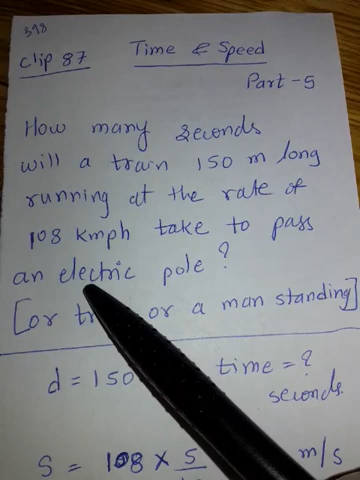 398
Clip 87
Time & Speed
Part-5
How many seconds
will a train 150 m long
running at the rate of
108 kmph take to pass
an electric pole ?
[or or a man standing]
d = 150 time = ?
seconds.
S = 108 × 5 m/s